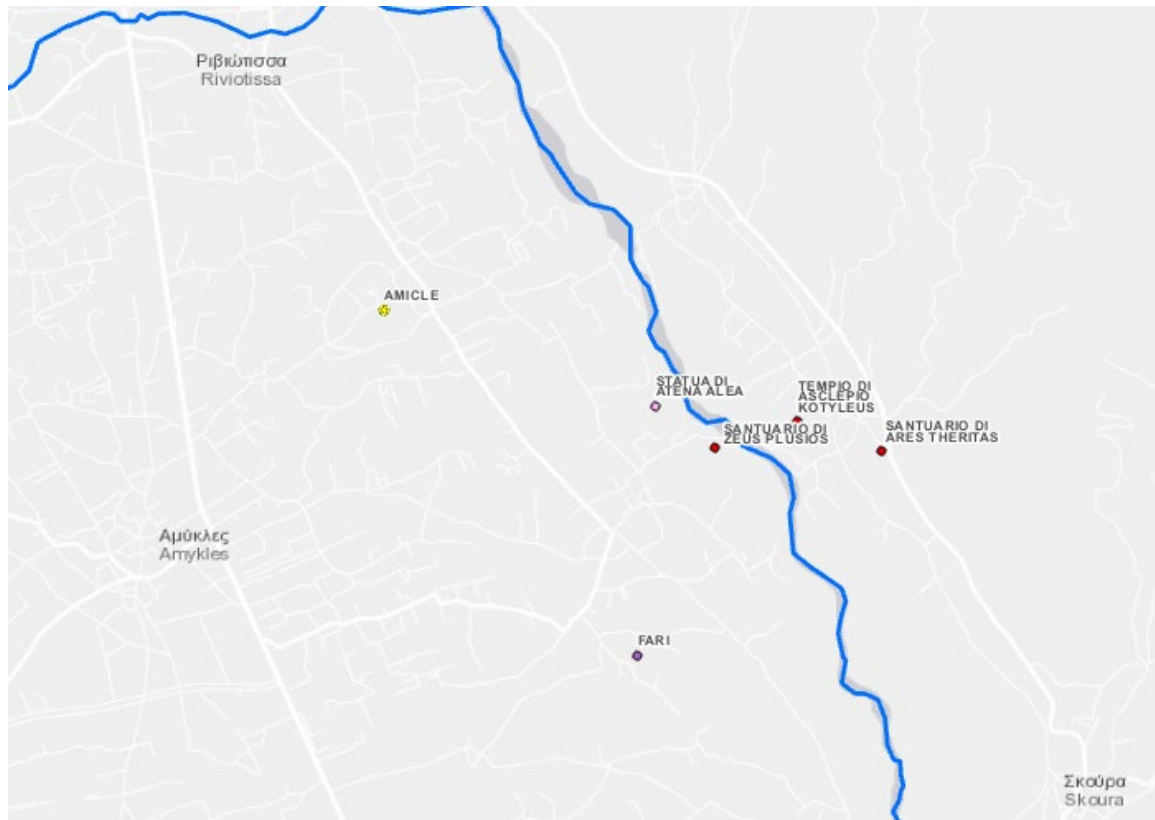 Ριβιώτισσα
Riviotissa
AMICLE
STATUA DI
ATENA ALEA
TEMPIO DI
ASCLEPIO
KOTYLEUS
SANTUARIO DI
ZEUS PLUSIOS
SANTUARIO DI
ARES THERITAS
Αμύκλες
Amykles
FARI
Σκούρα
Skoura